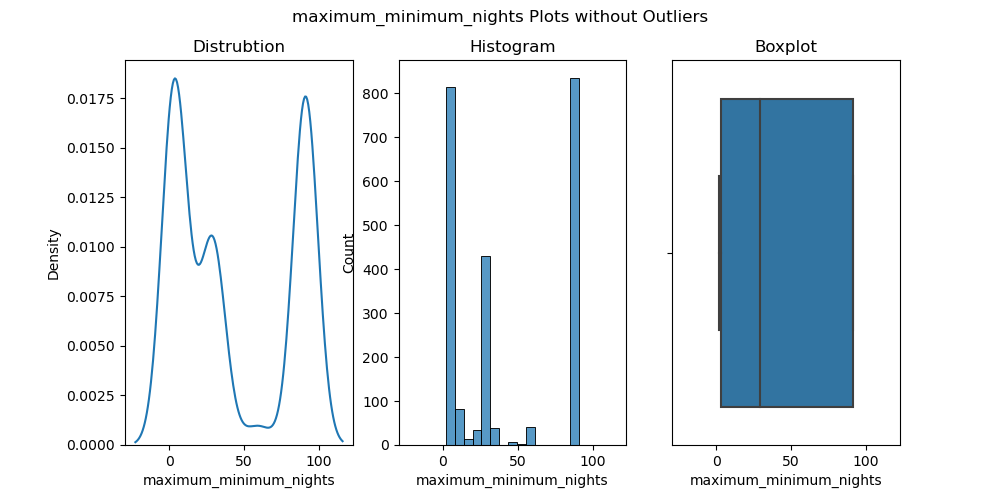 maximum_minimum_nights Plots without Outliers
Distrubtion
Density
0.0175
0.0150
0.0125
0.0100
0.0075
0.0050
0.0025
0.0000
0 50 100
maximum_minimum_nights
Histogram
Count
800
700
600
500
400
300
200
100
0
0 50 100
maximum_minimum_nights
Boxplot
0 50 100
maximum_minimum_nights